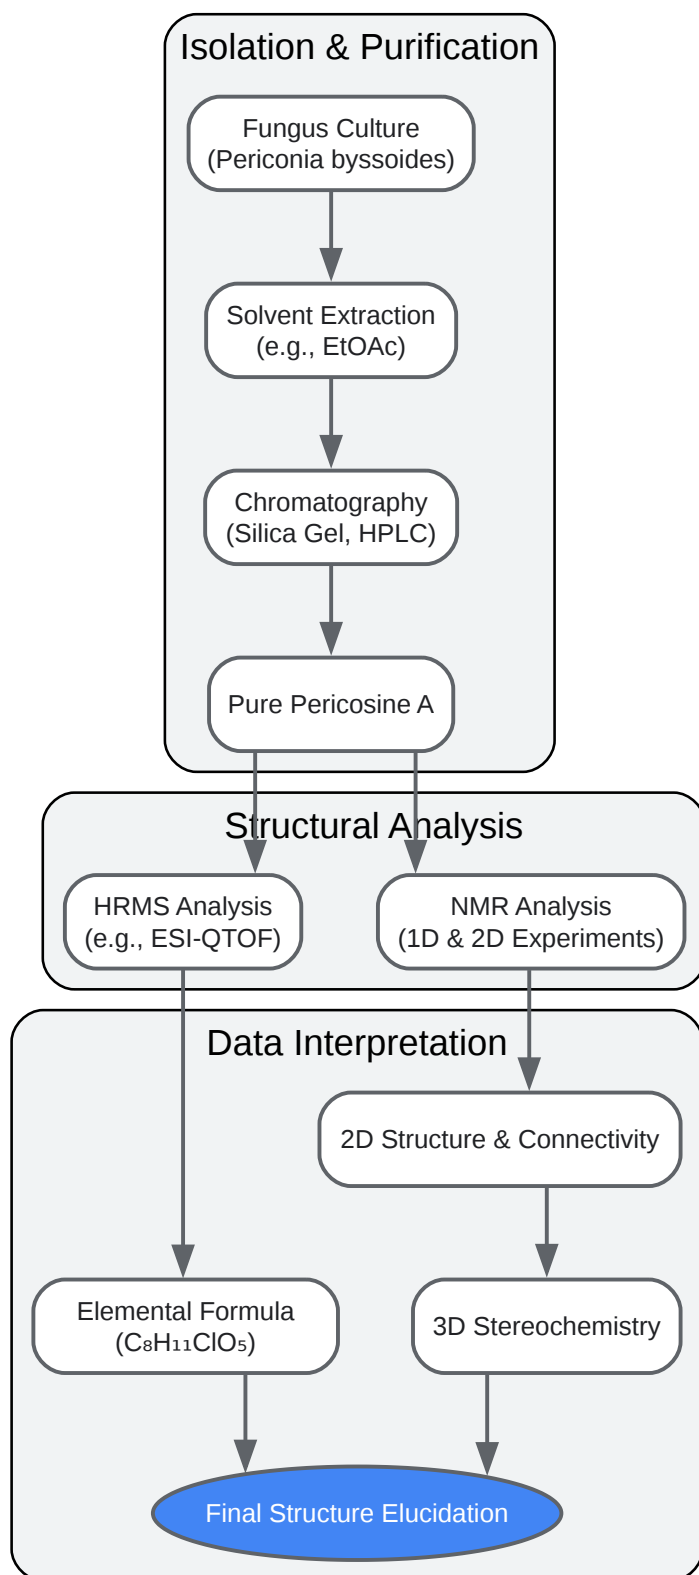 Isolation & Purification
Fungus Culture
(Periconia byssoides)
Solvent Extraction
(e.g., EtOAc)
Chromatography
(Silica Gel, HPLC)
Pure Pericosine A
Structural Analysis
HRMS Analysis
(e.g., ESI-QTOF)
NMR Analysis
(1D & 2D Experiments)
Data Interpretation
2D Structure & Connectivity
Elemental Formula
(C₈H₁₁ClO₅)
3D Stereochemistry
Final Structure Elucidation